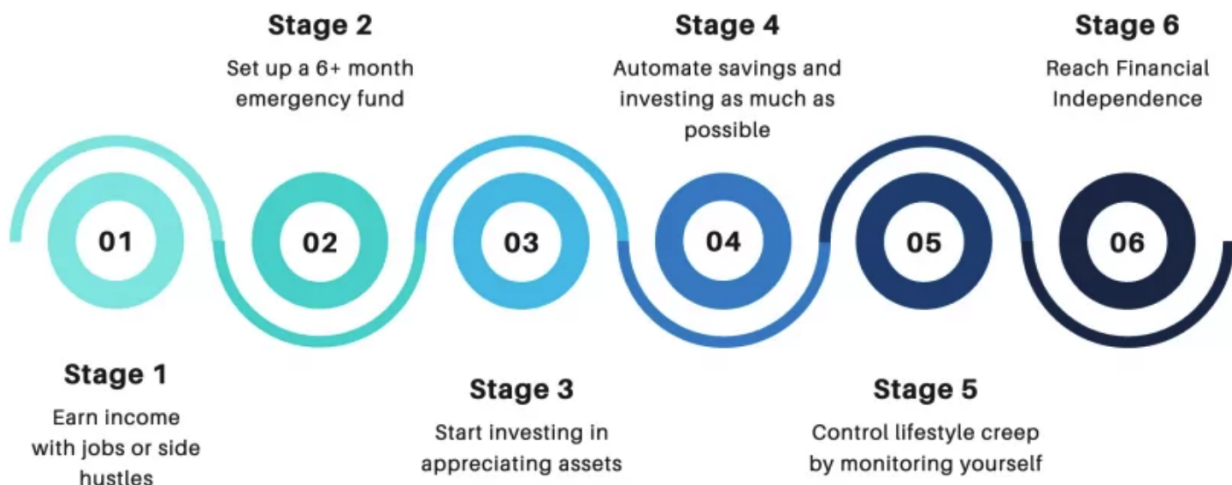 Stage 1
Earn income
with jobs or side
hustles
Stage 2
Set up a 6+ month
emergency fund
Stage 3
Start investing in
appreciating assets
Stage 4
Automate savings and
investing as much as
possible
Stage 5
Control lifestyle creep
by monitoring yourself
Stage 6
Reach Financial
Independence
01
02
03
04
05
06